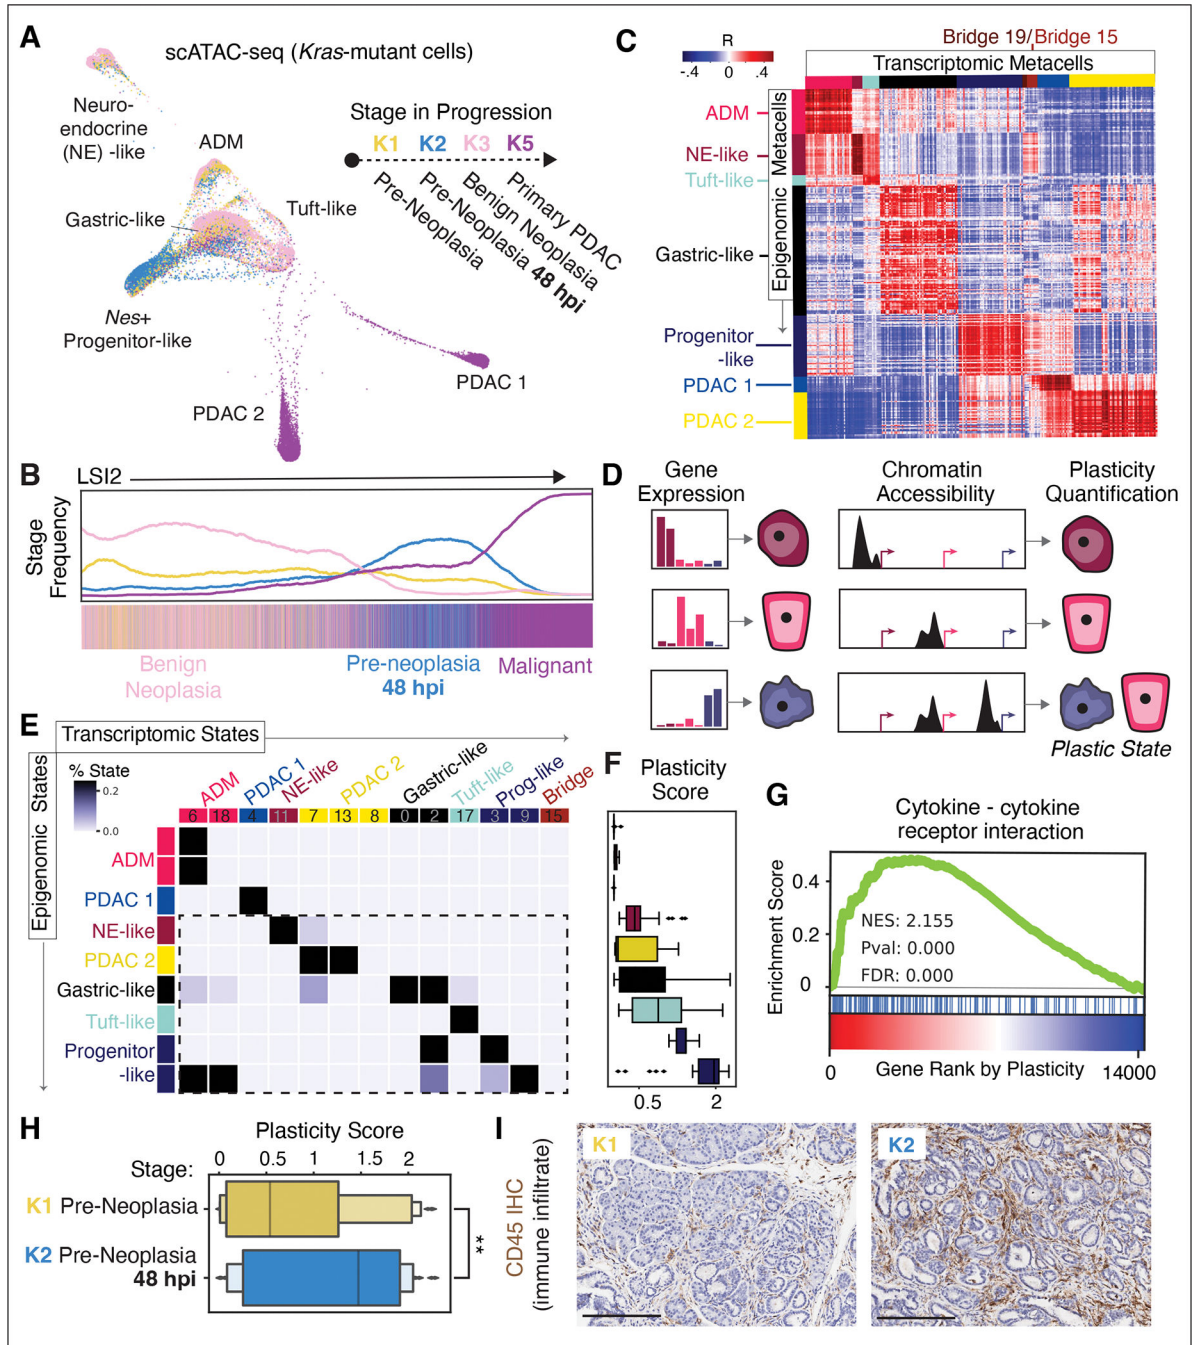 A
scATAC-seq (Kras-mutant cells)
Neuro-
endocrine
(NE) -like
ADM
Gastric-like
Tuft-like
Nes+
Progenitor-like
PDAC 1
PDAC 2
Stage in Progression
K1 K2 K3 K5
Pre-Neoplasia
Pre-Neoplasia 48 hpi
Benign Neoplasia
Primary PDAC
C
R
-.4 0 .4
Bridge 19/Bridge 15
Transcriptomic Metacells
Epigenomic Metacells
ADM
NE-like
Tuft-like
Gastric-like
Progenitor
-like
PDAC 1
PDAC 2
B
LSI2
Stage
Frequency
Benign
Neoplasia
Pre-neoplasia
48 hpi
Malignant
D
Gene
Expression
Chromatin
Accessibility
Plasticity
Quantification
Plastic State
E
Transcriptomic States
Epigenomic States
% State
0.2
0.0
ADM
PDAC 1
NE-like
PDAC 2
Gastric-like
Tuft-like
Prog-like
Bridge
6 18 4 11 7 13 8 0 2 17 3 9 15
ADM
PDAC 1
NE-like
PDAC 2
Gastric-like
Tuft-like
Progenitor
-like
F
Plasticity
Score
0.5 2
G
Cytokine - cytokine
receptor interaction
Enrichment Score
0.4
0.2
0
NES: 2.155
Pval: 0.000
FDR: 0.000
0 Gene Rank by Plasticity 14000
H
Plasticity Score
Stage: 0 0.5 1 1.5 2
K1 Pre-Neoplasia
K2 Pre-Neoplasia
48 hpi
**
I
CD45 IHC
(immune infiltrate)
K1
K2